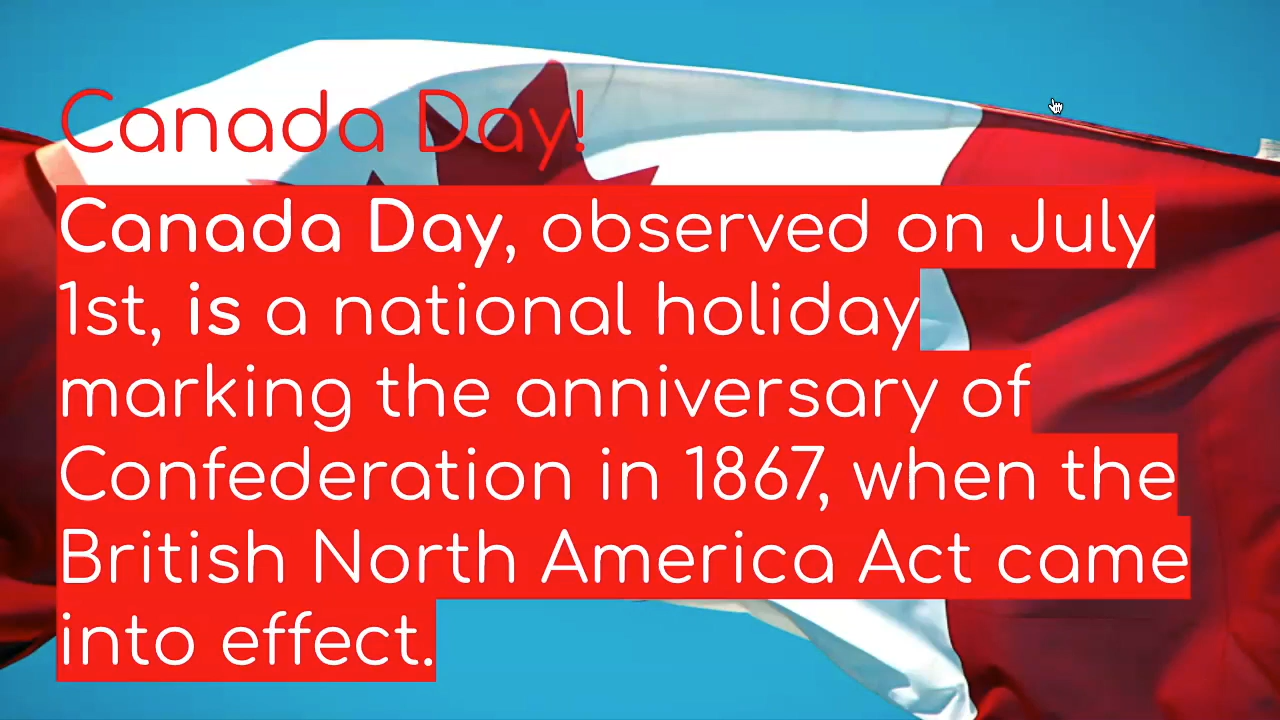 Canada Day!
Canada Day, observed on July
1st, is a national holiday
marking the anniversary of
Confederation in 1867, when the
British North America Act came
into effect.